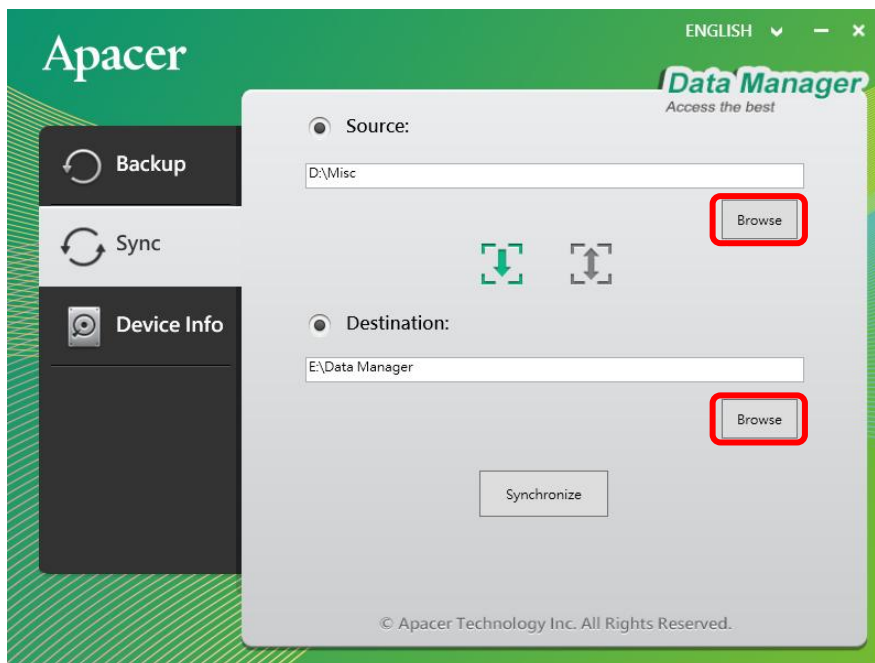 ENGLISH
Apacer
Data Manager
Access the best
Source:
Backup
D:\Misc
Browse
Sync
Destination:
Device Info
E:\Data Manager
Browse
Synchronize
© Apacer Technology Inc. All Rights Reserved.